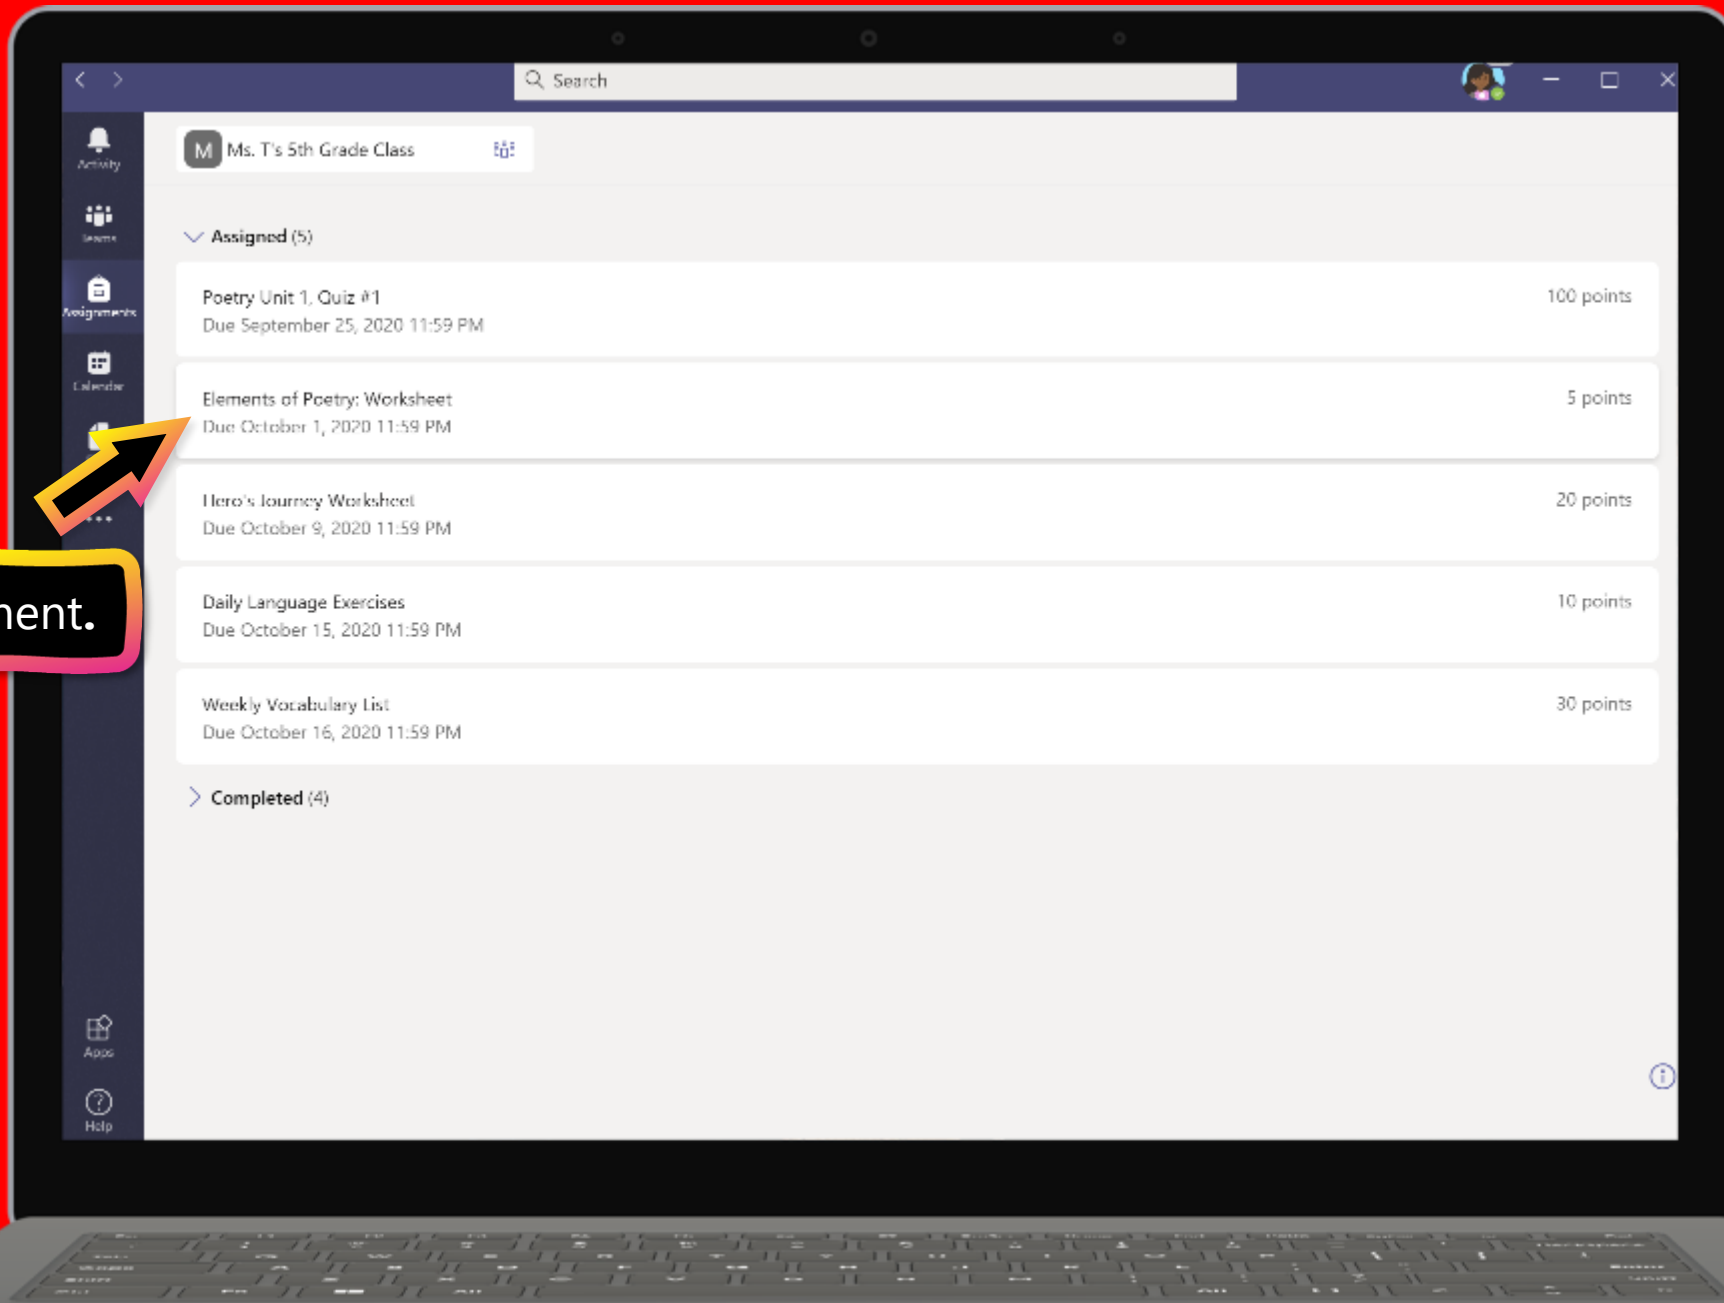 Search
Activity
Teams
Assignments
Calendar
Apps
Help
M Ms. T's 5th Grade Class
Assigned (5)
Poetry Unit 1, Quiz #1
100 points
Due September 25, 2020 11:59 PM
Elements of Poetry: Worksheet
5 points
Due October 1, 2020 11:59 PM
Hero's Journey Worksheet
20 points
Due October 9, 2020 11:59 PM
Daily Language Exercises
10 points
Due October 15, 2020 11:59 PM
Weekly Vocabulary List
30 points
Due October 16, 2020 11:59 PM
Completed (4)